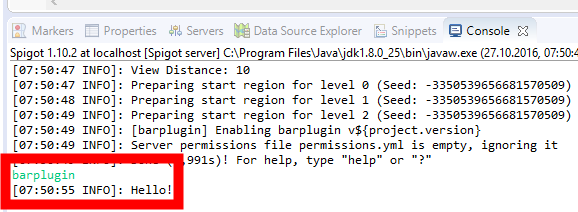 Markers Properties Servers Data Source Explorer Snippets Console
Spigot 1.10.2 at localhost [Spigot server] C:\Program Files\Java\jdk1.8.0_25\bin\javaw.exe (27.10.2016, 07:50:4
[07:50:47 INFO]: View Distance: 10
[07:50:47 INFO]: Preparing start region for level 0 (Seed: -3350539656681570509)
[07:50:48 INFO]: Preparing start region for level 1 (Seed: -3350539656681570509)
[07:50:49 INFO]: Preparing start region for level 2 (Seed: -3350539656681570509)
[07:50:49 INFO]: [barplugin] Enabling barplugin v${project.version}
[07:50:49 INFO]: Server permissions file permissions.yml is empty, ignoring it
,991s)! For help, type "help" or "?"
barplugin
[07:50:55 INFO]: Hello!